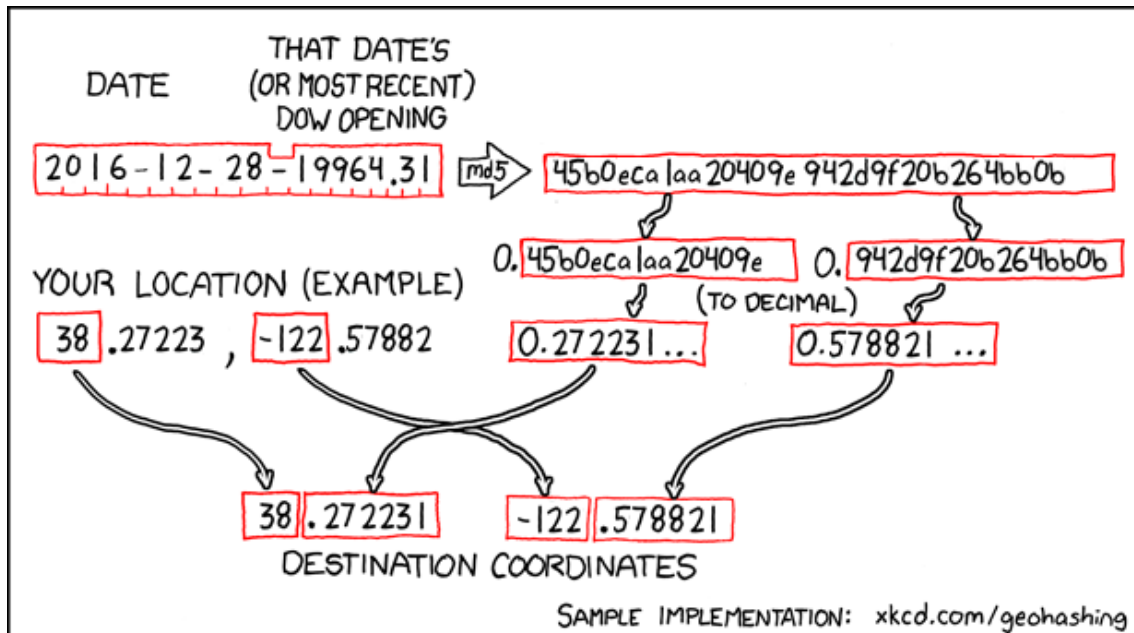 DATE
THAT DATE'S
(OR MOST RECENT)
DOW OPENING
2016-12-28-19964.31
md5
45b0eca1aa20409e942d9f20b264bb0b
0.45b0eca1aa20409e
0.942d9f20b264bb0b
YOUR LOCATION (EXAMPLE)
(TO DECIMAL)
38.27223, -122.57882
0.272231...
0.578821 ...
38.272231
-122.578821
DESTINATION COORDINATES
SAMPLE IMPLEMENTATION: xkcd.com/geohashing